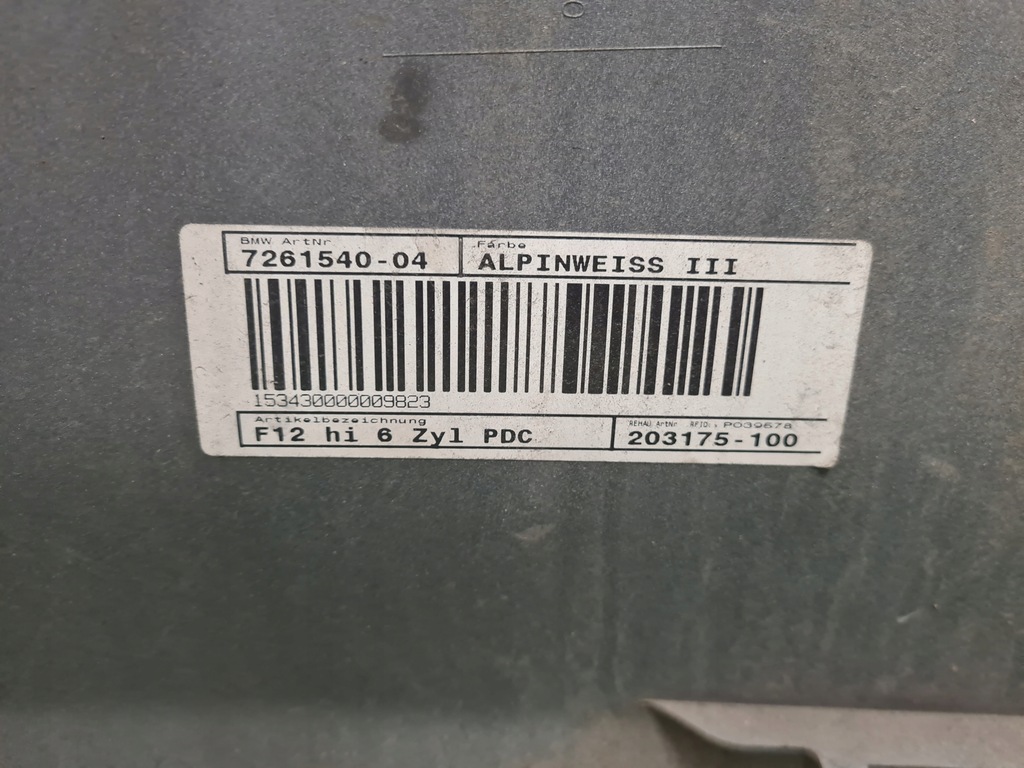 BMW ArtNr
Farbe
7261540-04
ALPINWEISS III
153430000009823
Artikelbezeichnung
REHAU ArtNr RFID: P039678
F12 hi 6 Zyl PDC
203175-100